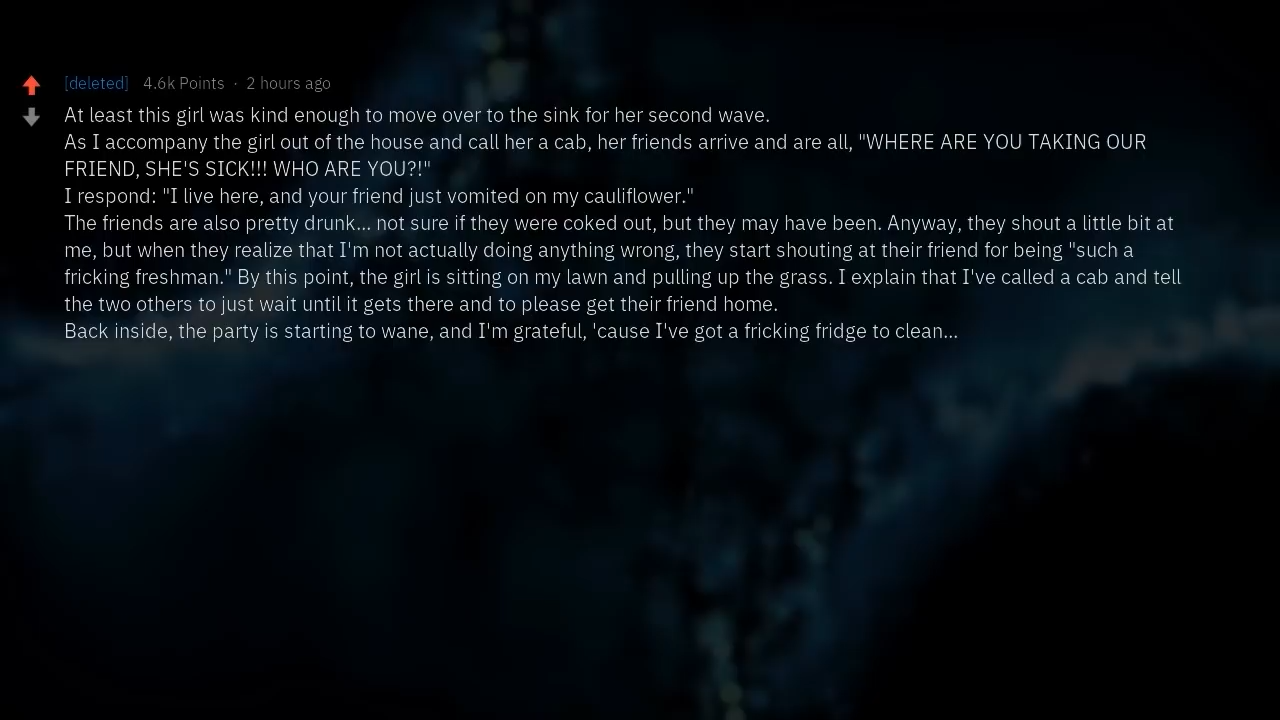 [deleted] 4.6k Points · 2 hours ago
At least this girl was kind enough to move over to the sink for her second wave.
As I accompany the girl out of the house and call her a cab, her friends arrive and are all, "WHERE ARE YOU TAKING OUR
FRIEND, SHE'S SICK!!! WHO ARE YOU?!"
I respond: "I live here, and your friend just vomited on my cauliflower."
The friends are also pretty drunk... not sure if they were coked out, but they may have been. Anyway, they shout a little bit at
me, but when they realize that I'm not actually doing anything wrong, they start shouting at their friend for being "such a
fricking freshman." By this point, the girl is sitting on my lawn and pulling up the grass. I explain that I've called a cab and tell
the two others to just wait until it gets there and to please get their friend home.
Back inside, the party is starting to wane, and I'm grateful, 'cause I've got a fricking fridge to clean...